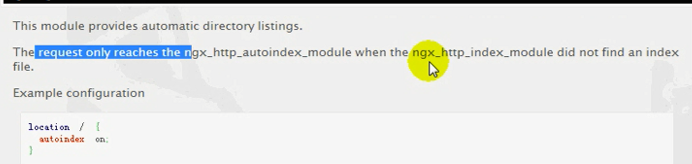 This module provides automatic directory listings.
The request only reaches the ngx_http_autoindex_module when the ngx_http_index_module did not find an index
file.
Example configuration
location / {
autoindex on;
}